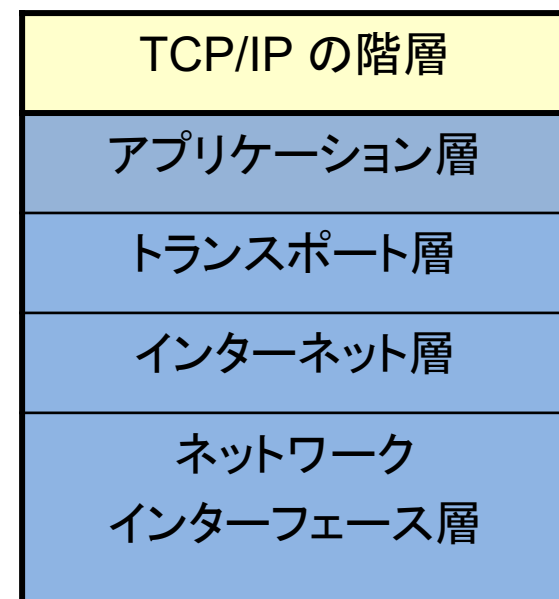 TCP/IP の階層
アプリケーション層
トランスポート層
インターネット層
ネットワーク
インターフェース層